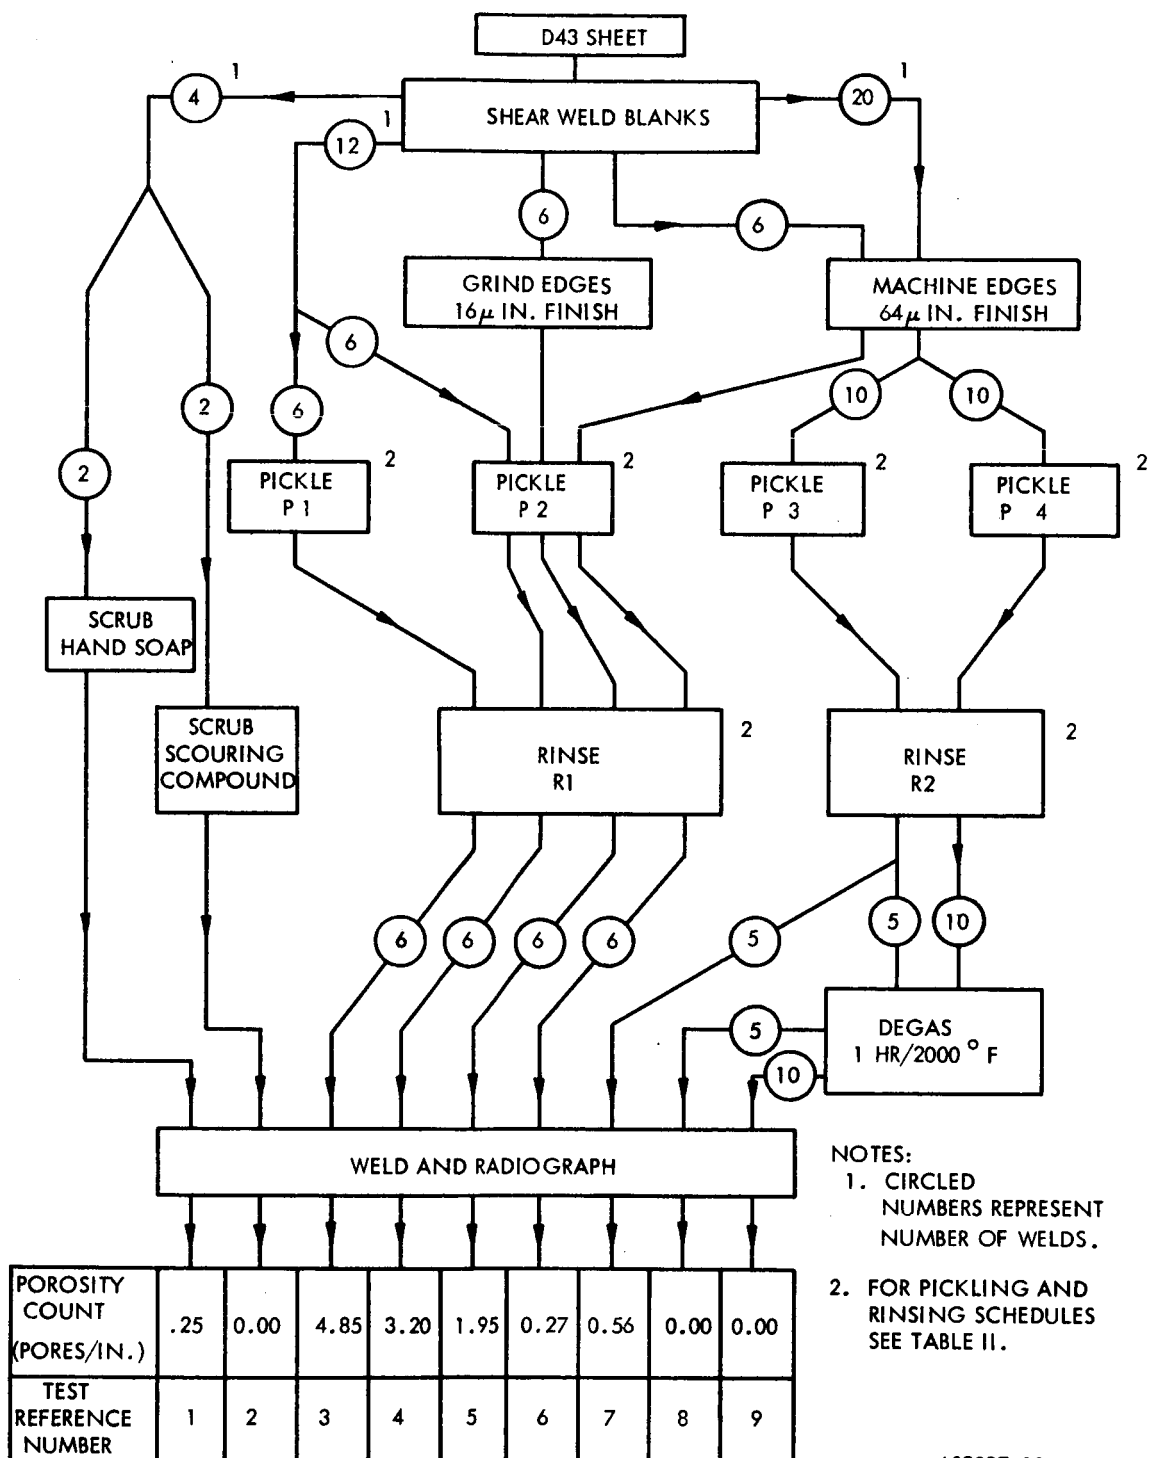 D43 SHEET
SHEAR WELD BLANKS
4
1
20
1
12
1
6
6
GRIND EDGES
16μ IN. FINISH
MACHINE EDGES
64μ IN. FINISH
6
6
10
10
2
2
PICKLE
P 1
2
PICKLE
P 2
2
PICKLE
P 3
2
PICKLE
P 4
2
SCRUB
HAND SOAP
SCRUB
SCOURING
COMPOUND
RINSE
R1
2
RINSE
R2
2
6
6
6
6
5
5
10
DEGAS
1 HR/2000 ° F
5
10
WELD AND RADIOGRAPH
NOTES:
1. CIRCLED
NUMBERS REPRESENT
NUMBER OF WELDS.
2. FOR PICKLING AND
RINSING SCHEDULES
SEE TABLE II.
POROSITY
COUNT
(PORES/IN.)
.25 0.00 4.85 3.20 1.95 0.27 0.56 0.00 0.00
TEST
REFERENCE
NUMBER
1 2 3 4 5 6 7 8 9